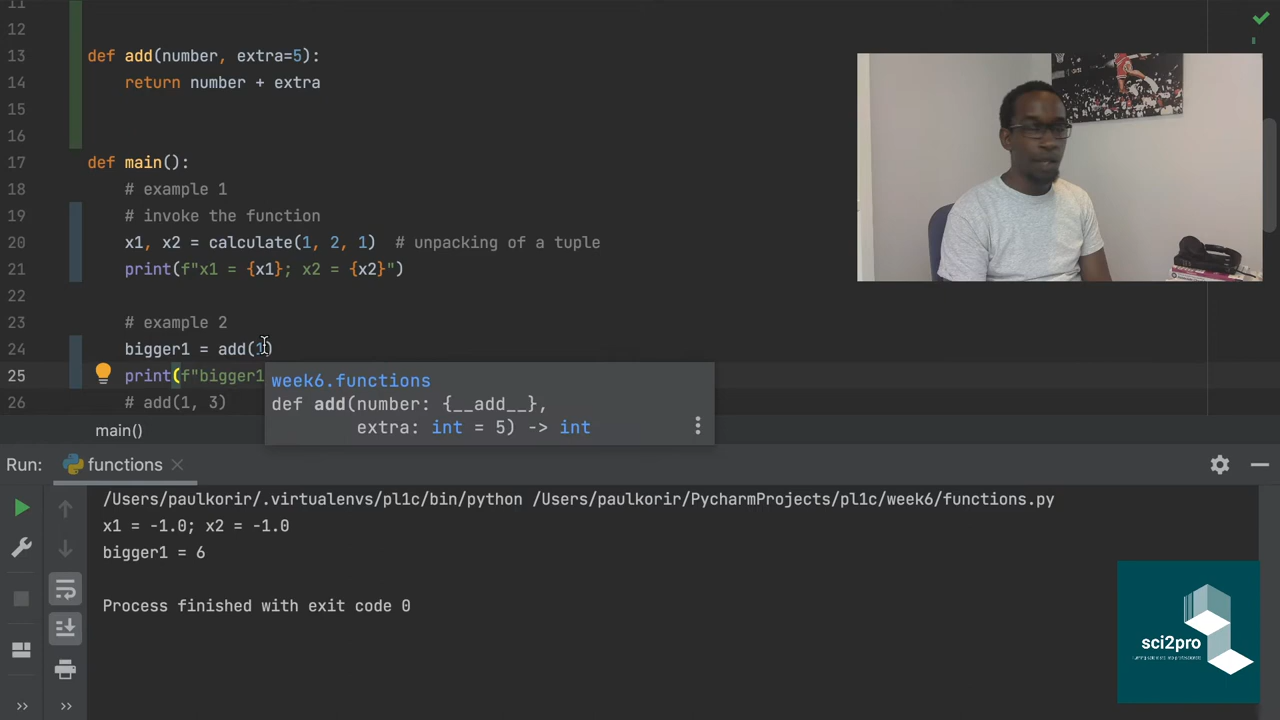 11
12
13 def add(number, extra=5):
14 return number + extra
15
16
17 def main():
18 # example 1
19 # invoke the function
20 x1, x2 = calculate(1, 2, 1)  # unpacking of a tuple
21 print(f"x1 = {x1}; x2 = {x2}")
22
23 # example 2
24 bigger1 = add(1)
25 print(f"bigger1
26 # add(1, 3)
week6.functions
def add(number: {__add__},
extra: int = 5) -> int
main()
Run: functions
/Users/paulkorir/.virtualenvs/pl1c/bin/python /Users/paulkorir/PycharmProjects/pl1c/week6/functions.py
x1 = -1.0; x2 = -1.0
bigger1 = 6
Process finished with exit code 0
sci2pro